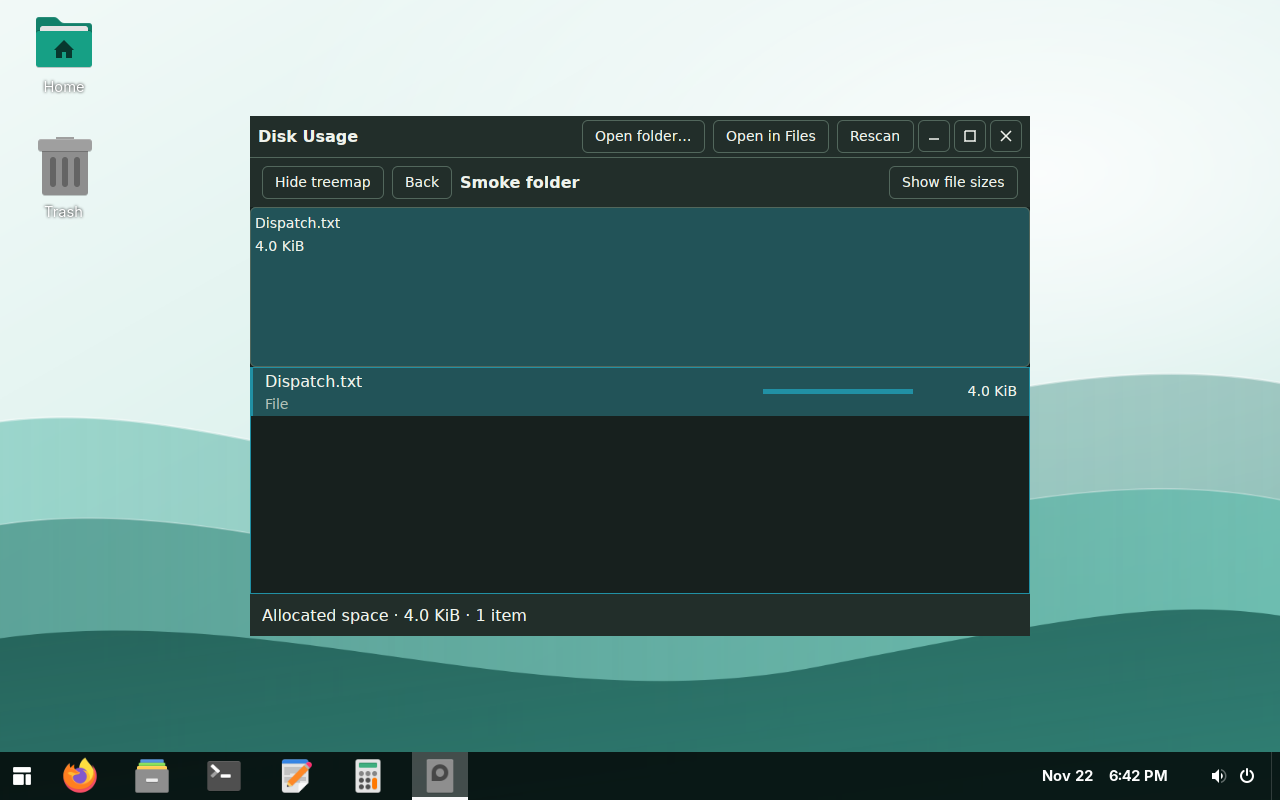 Home
Trash
Disk Usage
Open folder...
Open in Files
Rescan
Hide treemap
Back
Smoke folder
Show file sizes
Dispatch.txt
4.0 KiB
Dispatch.txt
File
4.0 KiB
Allocated space · 4.0 KiB · 1 item
Nov 22 6:42 PM